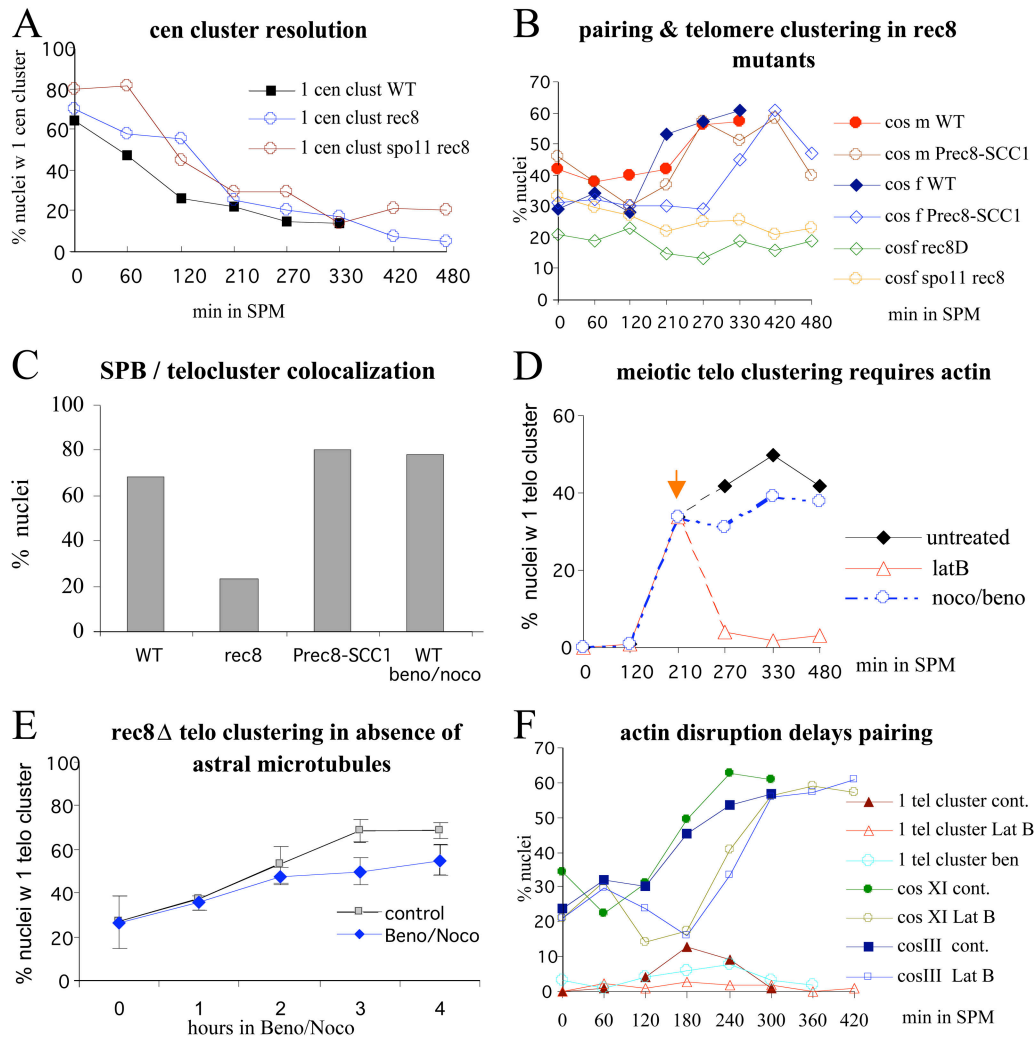 A
cen cluster resolution
100
80
60
40
20
0
% nuclei w 1 cen cluster
1 cen clust WT
1 cen clust rec8
1 cen clust spo11 rec8
0 60 120 210 270 330 420 480
min in SPM
B
pairing & telomere clustering in rec8
mutants
70
60
50
40
30
20
10
0
% nuclei
cos m WT
cos m Prec8-SCC1
cos f WT
cos f Prec8-SCC1
cosf rec8D
cosf spo11 rec8
0 60 120 210 270 330 420 480
min in SPM
C
SPB / telocluster colocalization
100
80
60
40
20
0
% nuclei
WT rec8 Prec8-SCC1 WT
beno/noco
D
meiotic telo clustering requires actin
60
40
20
0
% nuclei w 1 telo cluster
untreated
latB
noco/beno
0 120 210 270 330 480
min in SPM
E
rec8Δ telo clustering in absence of
astral microtubules
100
80
60
40
20
0
% nuclei w 1 telo cluster
control
Beno/Noco
0 1 2 3 4
hours in Beno/Noco
F
actin disruption delays pairing
70
60
50
40
30
20
10
0
% nuclei
1 tel cluster cont.
1 tel cluster Lat B
1 tel cluster ben
cos XI cont.
cos XI Lat B
cosIII cont.
cosIII Lat B
0 60 120 180 240 300 360 420
min in SPM